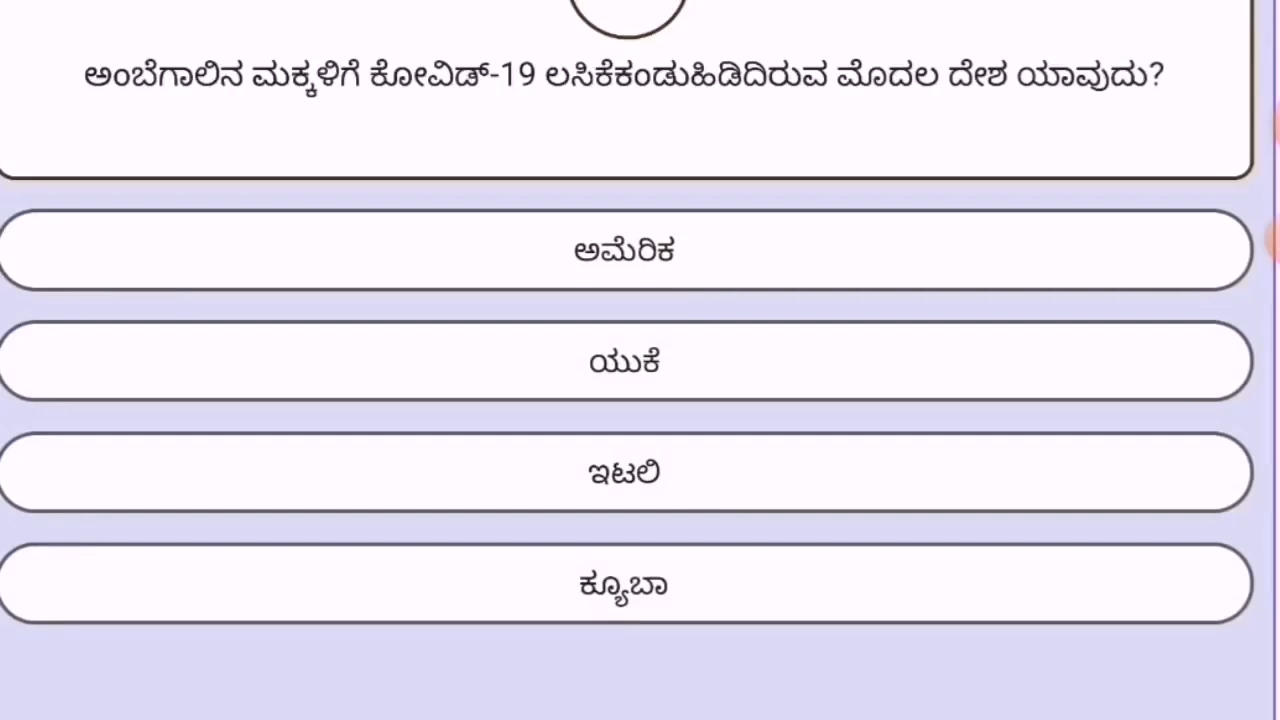 ಅಂಬೆಗಾಲಿನ ಮಕ್ಕಳಿಗೆ ಕೋವಿಡ್-19 ಲಸಿಕೆಕಂಡುಹಿಡಿದಿರುವ ಮೊದಲ ದೇಶ ಯಾವುದು?
ಅಮೆರಿಕ
ಯುಕೆ
ಇಟಲಿ
ಕ್ಯೂಬಾ